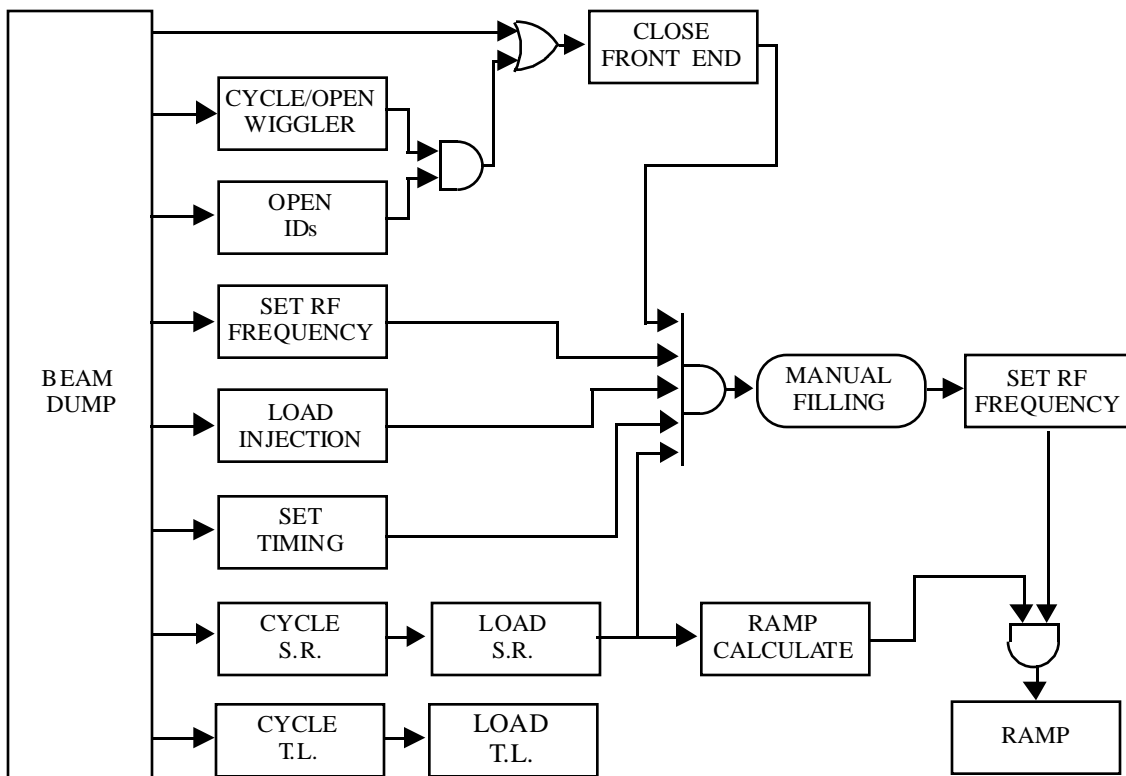 BEAM
DUMP
CLOSE
FRONT END
CYCLE/OPEN
WIGGLER
OPEN
IDs
SET RF
FREQUENCY
LOAD
INJECTION
SET
TIMING
CYCLE
S.R.
LOAD
S.R.
CYCLE
T.L.
LOAD
T.L.
MANUAL
FILLING
SET RF
FREQUENCY
RAMP
CALCULATE
RAMP